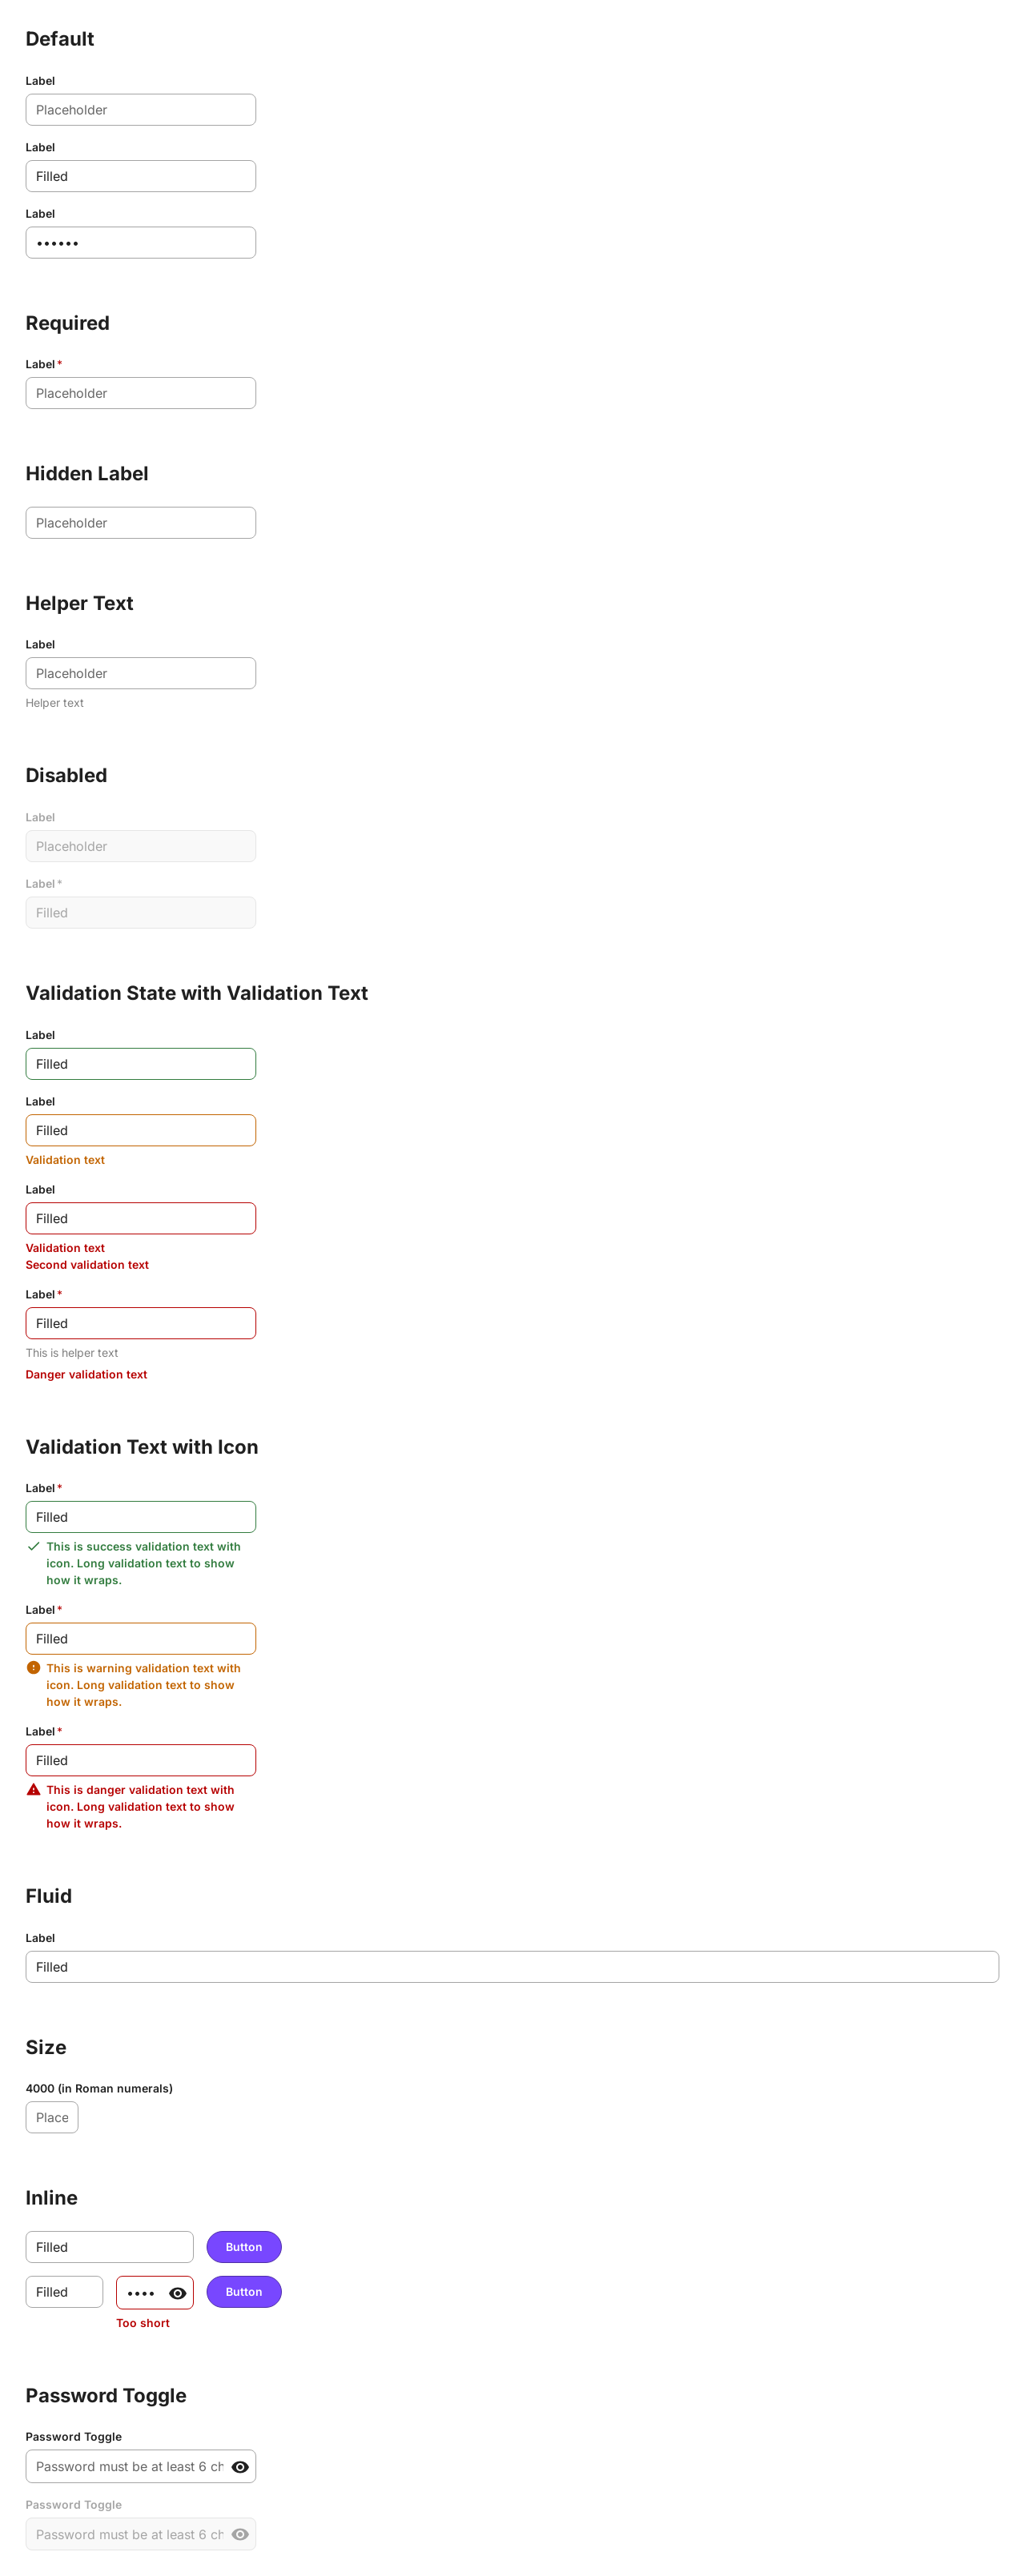 Default
Label
Placeholder
Label
Filled
Label
••••••
Required
Label *
Placeholder
Hidden Label
Placeholder
Helper Text
Label
Placeholder
Helper text
Disabled
Label
Placeholder
Label *
Filled
Validation State with Validation Text
Label
Filled
Label
Filled
Validation text
Label
Filled
Validation text
Second validation text
Label *
Filled
This is helper text
Danger validation text
Validation Text with Icon
Label *
Filled
This is success validation text with
icon. Long validation text to show
how it wraps.
Label *
Filled
This is warning validation text with
icon. Long validation text to show
how it wraps.
Label *
Filled
This is danger validation text with
icon. Long validation text to show
how it wraps.
Fluid
Label
Filled
Size
4000 (in Roman numerals)
Place
Inline
Filled Button
Filled •••• Button
Too short
Password Toggle
Password Toggle
Password must be at least 6 ch
Password Toggle
Password must be at least 6 ch